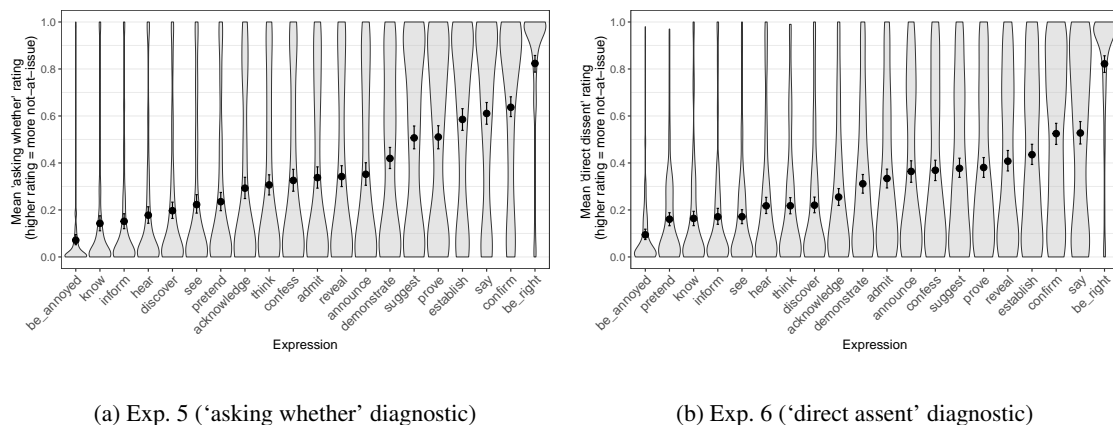 Mean 'asking whether' rating
(higher rating = more not−at−issue)
1.0
0.8
0.6
0.4
0.2
0.0
be_annoyed
know
inform
hear
discover
see
pretend
acknowledge
think
confess
admit
reveal
announce
demonstrate
suggest
prove
establish
say
confirm
be_right
Expression
(a) Exp. 5 (‘asking whether’ diagnostic)
Mean 'direct dissent' rating
(higher rating = more not−at−issue)
1.0
0.8
0.6
0.4
0.2
0.0
be_annoyed
pretend
know
inform
see
hear
think
discover
acknowledge
demonstrate
admit
announce
confess
suggest
prove
reveal
establish
confirm
say
be_right
Expression
(b) Exp. 6 (‘direct assent’ diagnostic)